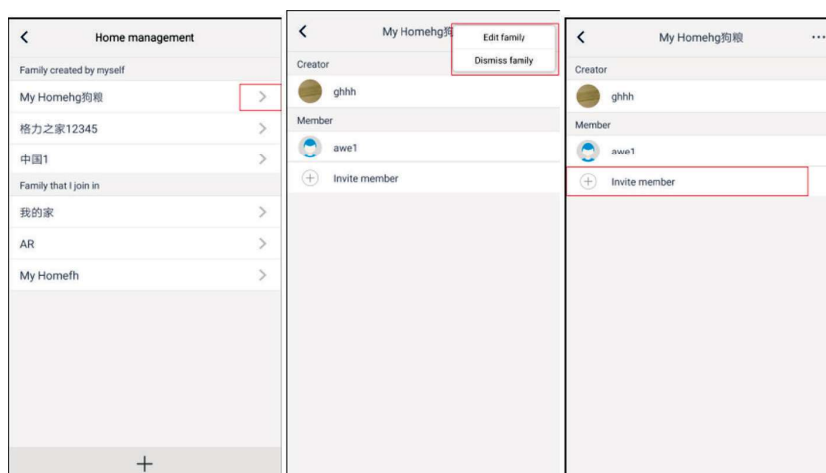 Home management
Family created by myself
My Homehg狗粮
格力之家12345
中国1
Family that I join in
我的家
AR
My Homefh
My Homehg狗
Edit family
Dismiss family
Creator
ghhh
Member
awe1
Invite member
My Homehg狗粮
Creator
ghhh
Member
awe1
Invite member